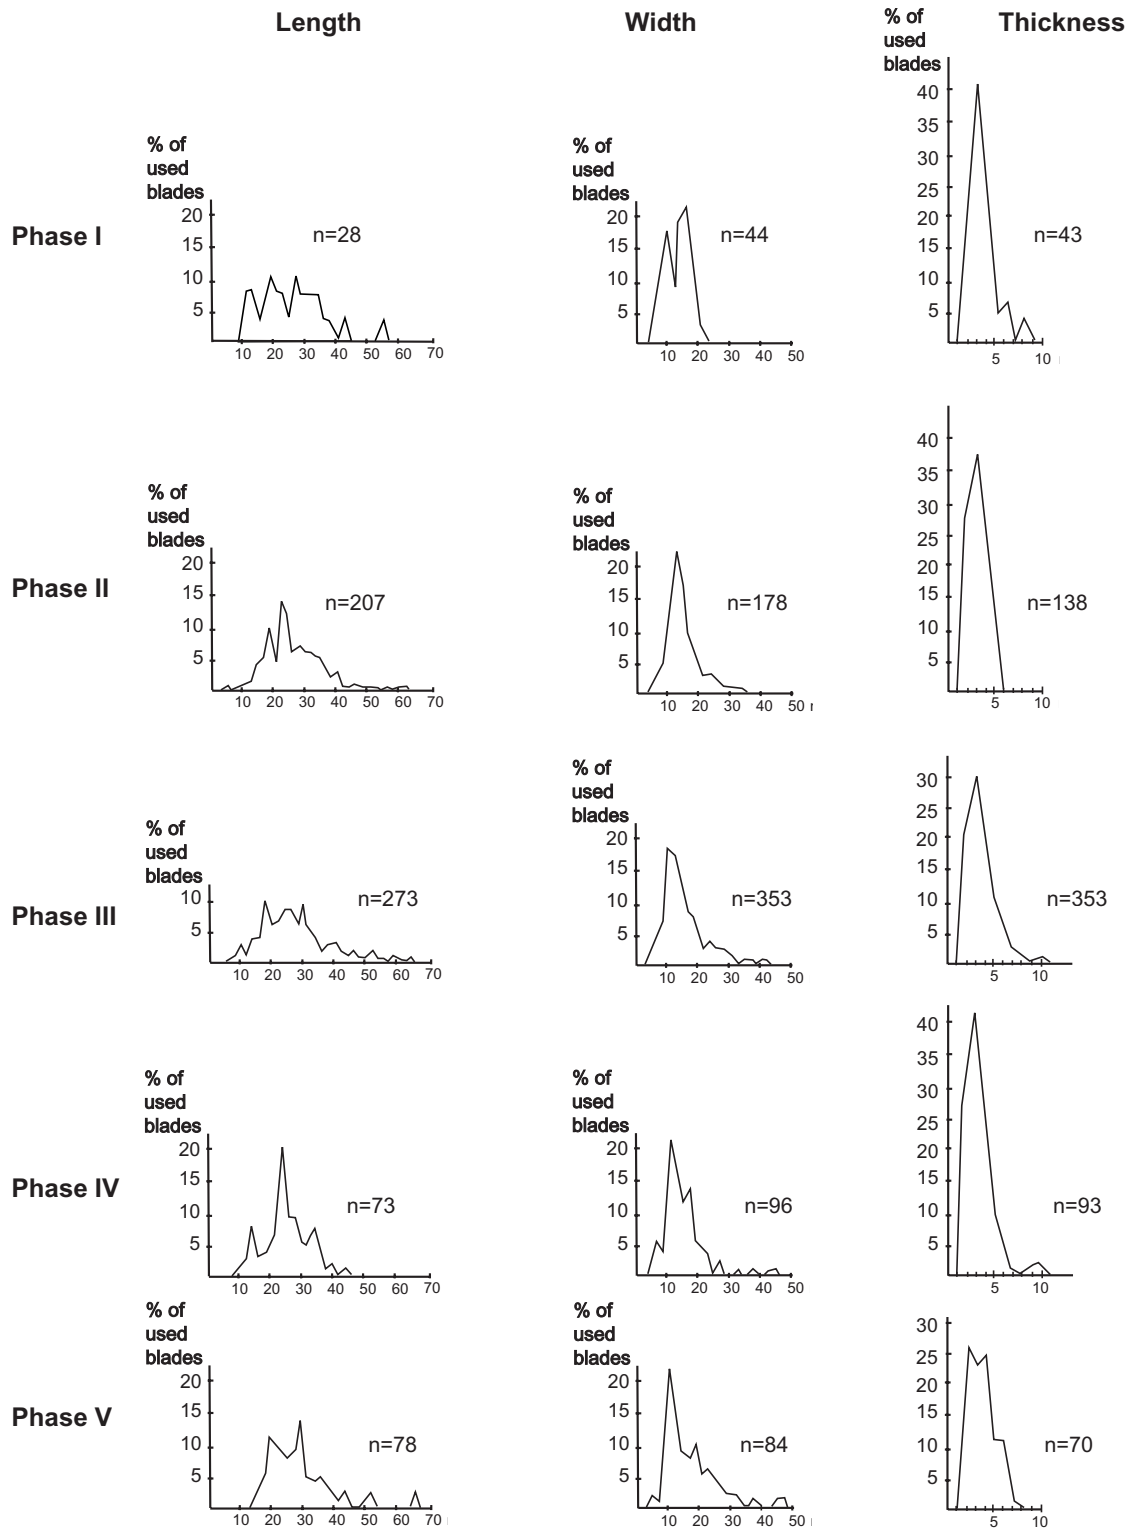 Length
Width
% of
used
blades
Thickness
Phase I
% of
used
blades
20
15
10
5
n=28
10 20 30 40 50 60 70
% of
used
blades
20
15
10
5
n=44
10 20 30 40 50
40
35
30
25
20
15
10
5
n=43
5 10
Phase II
% of
used
blades
20
15
10
5
n=207
10 20 30 40 50 60 70
% of
used
blades
20
15
10
5
n=178
10 20 30 40 50
40
35
30
25
20
15
10
5
n=138
5 10
Phase III
% of
used
blades
10
5
n=273
10 20 30 40 50 60 70
% of
used
blades
20
15
10
5
n=353
10 20 30 40 50
30
25
20
15
10
5
n=353
5 10
Phase IV
% of
used
blades
20
15
10
5
n=73
10 20 30 40 50 60 70
% of
used
blades
20
15
10
5
n=96
10 20 30 40 50
40
35
30
25
20
15
10
5
n=93
5 10
Phase V
% of
used
blades
20
15
10
5
n=78
10 20 30 40 50 60 70
% of
used
blades
20
15
10
5
n=84
10 20 30 40 50
30
25
20
15
10
5
n=70
5 10